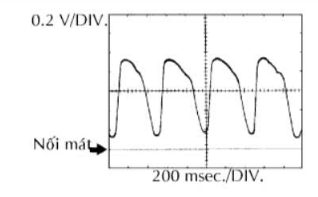 0.2 V/DIV.
Nối mát
200 msec./DIV.